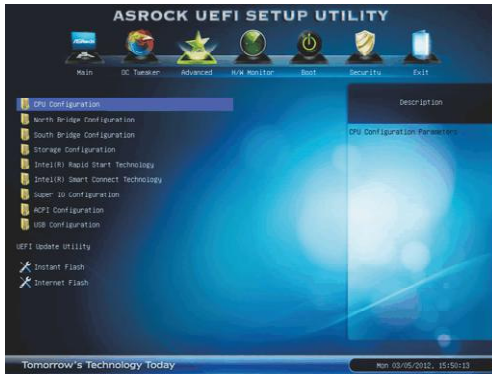 ASROCK UEFI SETUP UTILITY
ASRock
Main OC Tweaker Advanced H/W Monitor Boot Security Exit
CPU Configuration
North Bridge Configuration
South Bridge Configuration
Storage Configuration
Intel(R) Rapid Start Technology
Intel(R) Smart Connect Technology
Super IO Configuration
ACPI Configuration
USB Configuration
UEFI Update Utility
Instant Flash
Internet Flash
Description
CPU Configuration Parameters
Tomorrow's Technology Today
Mon 03/05/2012, 15:50:13